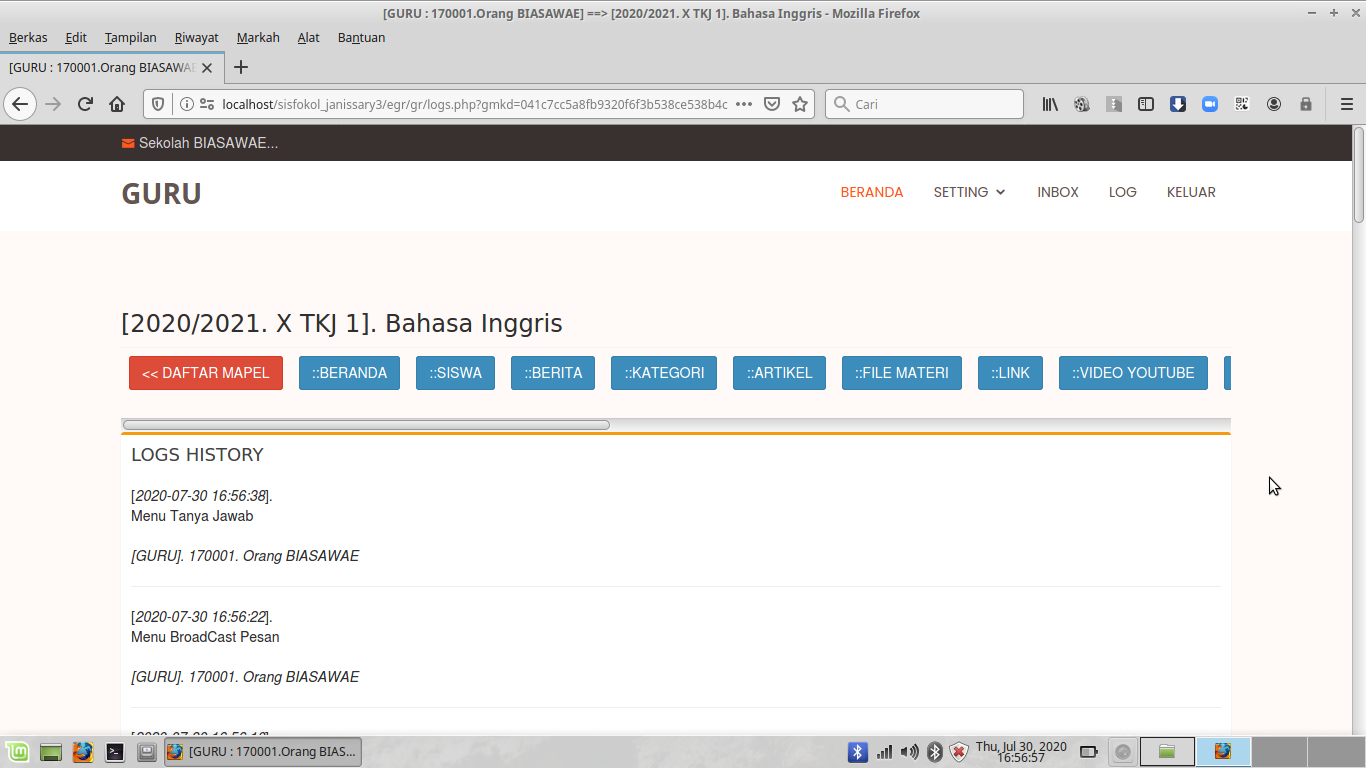 [GURU : 170001.Orang BIASAWAE] ==> [2020/2021. X TKJ 1]. Bahasa Inggris - Mozilla Firefox
Berkas Edit Tampilan Riwayat Markah Alat Bantuan
[GURU : 170001.Orang BIASAWAE
localhost/sisfokol_janissary3/egr/gr/logs.php?gmkd=041c7cc5a8fb9320f6f3b538ce538b4c
Cari
Sekolah BIASAWAE...
GURU
BERANDA SETTING INBOX LOG KELUAR
[2020/2021. X TKJ 1]. Bahasa Inggris
<< DAFTAR MAPEL ::BERANDA ::SISWA ::BERITA ::KATEGORI ::ARTIKEL ::FILE MATERI ::LINK ::VIDEO YOUTUBE
LOGS HISTORY
[2020-07-30 16:56:38].
Menu Tanya Jawab
[GURU]. 170001. Orang BIASAWAE
[2020-07-30 16:56:22].
Menu BroadCast Pesan
[GURU]. 170001. Orang BIASAWAE
[GURU : 170001.Orang BIAS...
Thu, Jul 30, 2020
16:56:57